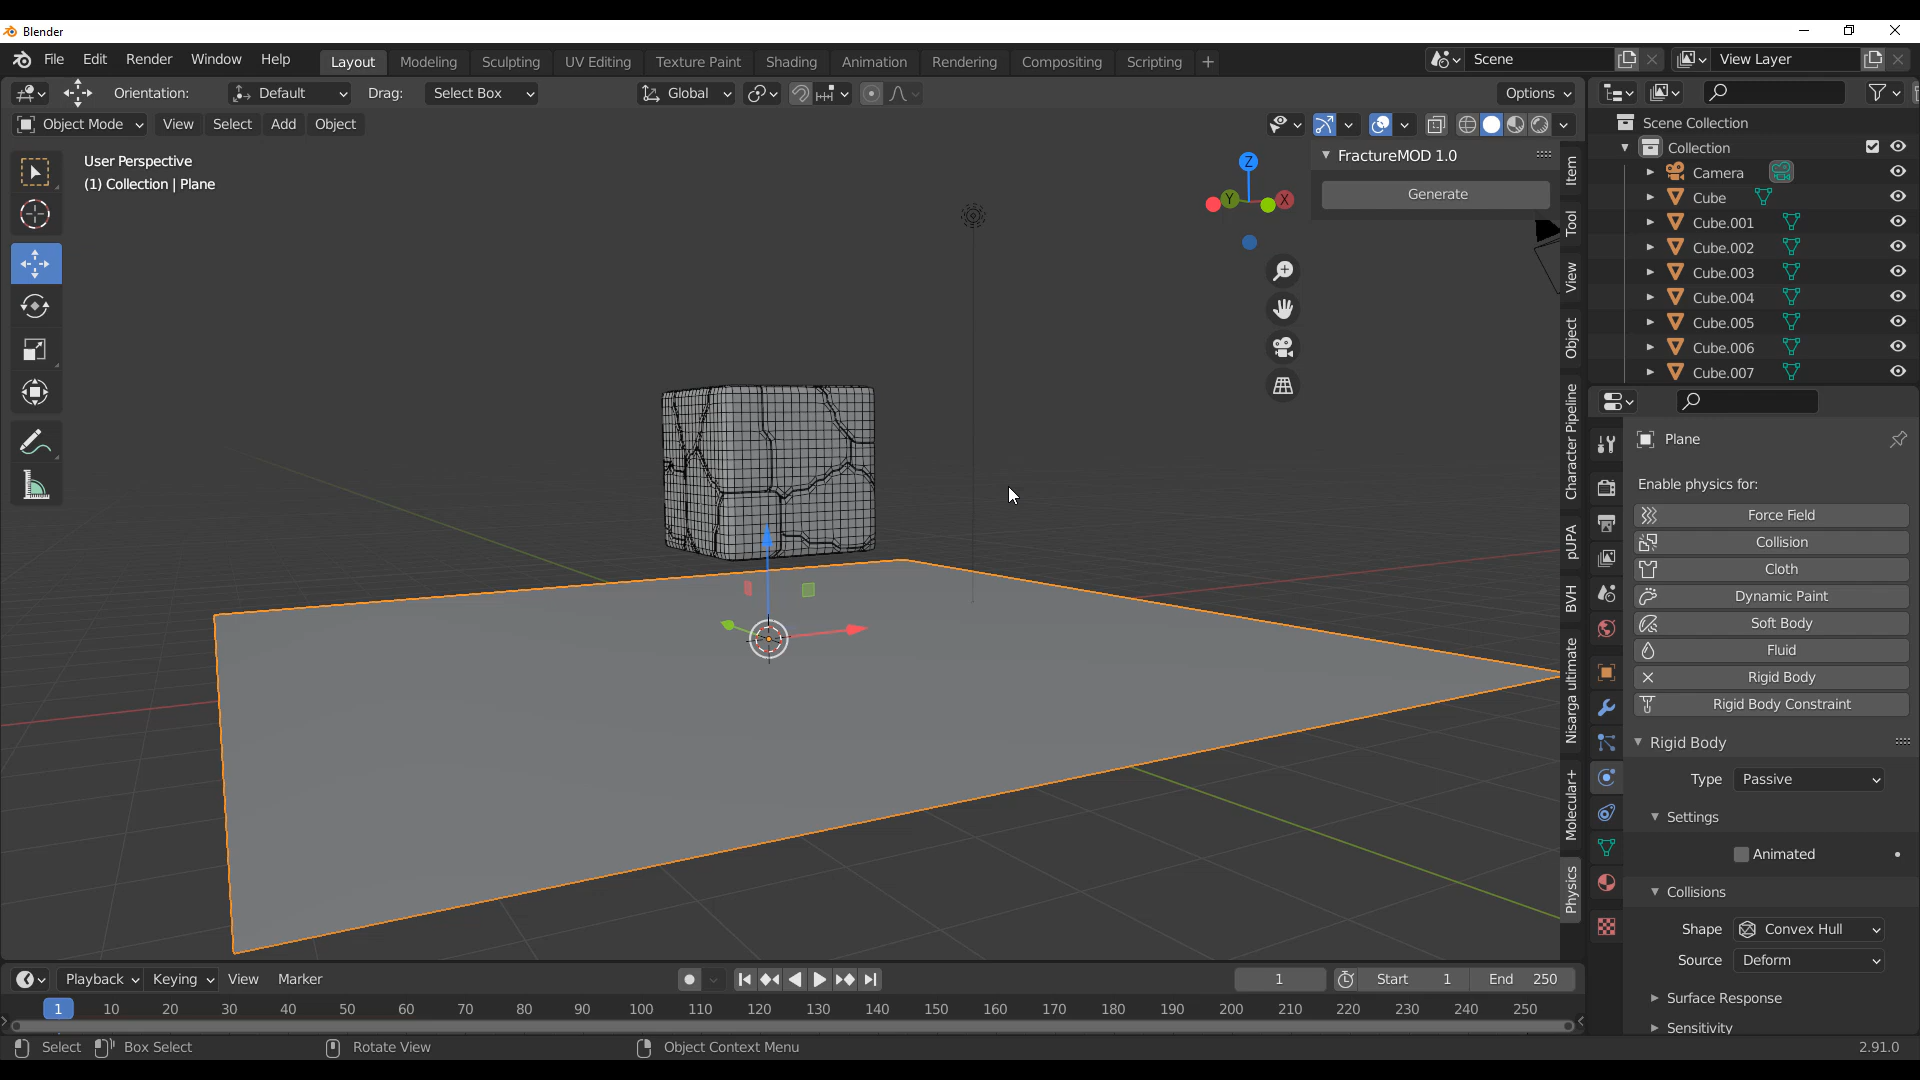 Blender
File Edit Render Window Help
Layout Modeling Sculpting UV Editing Texture Paint Shading Animation Rendering Compositing Scripting +
Scene
View Layer
Orientation: Default Drag: Select Box
Global
Options
Object Mode View Select Add Object
User Perspective
(1) Collection | Plane
Z
Y
X
FractureMOD 1.0
Generate
Item
Tool
View
Object
Character Pipeline
pUPA
BVH
Nisarga ultimate
Molecular+
Physics
Scene Collection
Collection
Camera
Cube
Cube.001
Cube.002
Cube.003
Cube.004
Cube.005
Cube.006
Cube.007
Plane
Enable physics for:
Force Field
Collision
Cloth
Dynamic Paint
Soft Body
Fluid
Rigid Body
Rigid Body Constraint
Rigid Body
Type Passive
Settings
Animated
Collisions
Shape Convex Hull
Source Deform
Surface Response
Sensitivity
Playback Keying View Marker
1
Start 1
End 250
1 10 20 30 40 50 60 70 80 90 100 110 120 130 140 150 160 170 180 190 200 210 220 230 240 250
Select Box Select Rotate View Object Context Menu
2.91.0